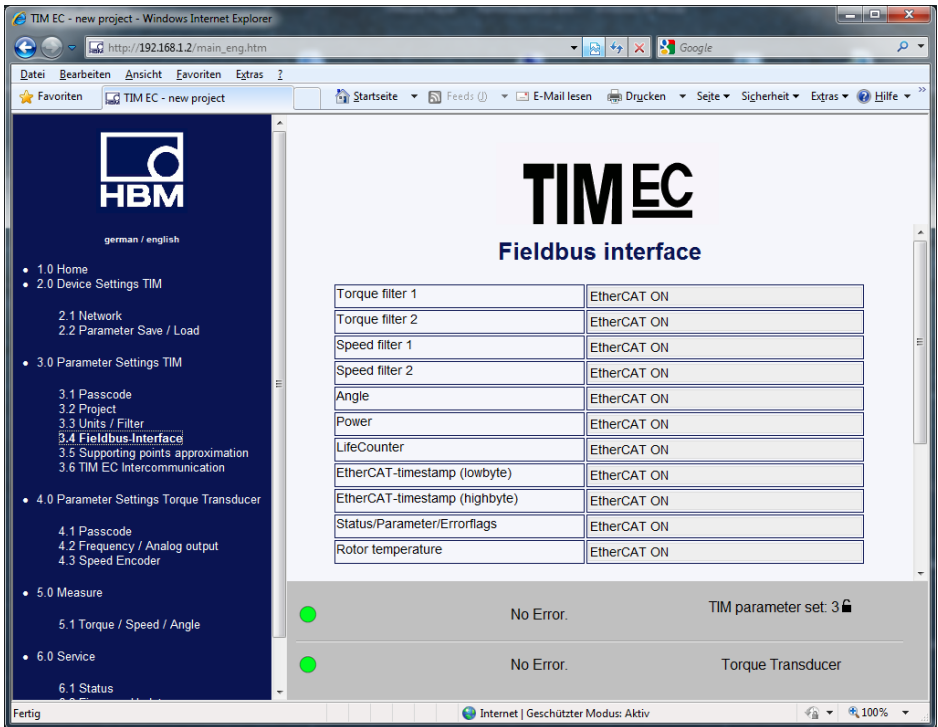 TIM EC - new project - Windows Internet Explorer
http://192.168.1.2/main_eng.htm
Google
Datei Bearbeiten Ansicht Favoriten Extras ?
Favoriten
TIM EC - new project
Startseite
Feeds (J)
E-Mail lesen
Drucken
Seite
Sicherheit
Extras
Hilfe
HBM
german / english
1.0 Home
2.0 Device Settings TIM
2.1 Network
2.2 Parameter Save / Load
3.0 Parameter Settings TIM
3.1 Passcode
3.2 Project
3.3 Units / Filter
3.4 Fieldbus-Interface
3.5 Supporting points approximation
3.6 TIM EC Intercommunication
4.0 Parameter Settings Torque Transducer
4.1 Passcode
4.2 Frequency / Analog output
4.3 Speed Encoder
5.0 Measure
5.1 Torque / Speed / Angle
6.0 Service
6.1 Status
TIM EC
Fieldbus interface
Torque filter 1 EtherCAT ON
Torque filter 2 EtherCAT ON
Speed filter 1 EtherCAT ON
Speed filter 2 EtherCAT ON
Angle EtherCAT ON
Power EtherCAT ON
LifeCounter EtherCAT ON
EtherCAT-timestamp (lowbyte) EtherCAT ON
EtherCAT-timestamp (highbyte) EtherCAT ON
Status/Parameter/Errorflags EtherCAT ON
Rotor temperature EtherCAT ON
No Error. TIM parameter set: 3
No Error. Torque Transducer
Fertig
Internet | Geschützter Modus: Aktiv
100%